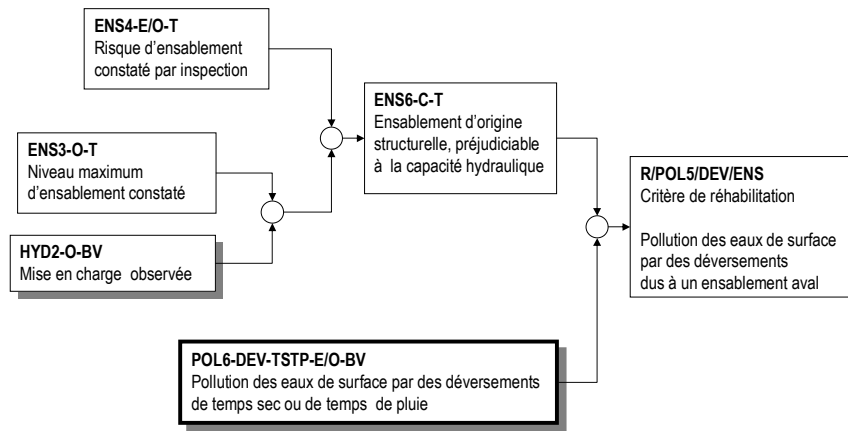 ENS4-E/O-T
Risque d'ensablement
constaté par inspection
ENS3-O-T
Niveau maximum
d'ensablement constaté
HYD2-O-BV
Mise en charge observée
ENS6-C-T
Ensablement d'origine
structurelle, préjudiciable
à la capacité hydraulique
POL6-DEV-TSTP-E/O-BV
Pollution des eaux de surface par des déversements
de temps sec ou de temps de pluie
R/POL5/DEV/ENS
Critère de réhabilitation
Pollution des eaux de surface
par des déversements
dus à un ensablement aval